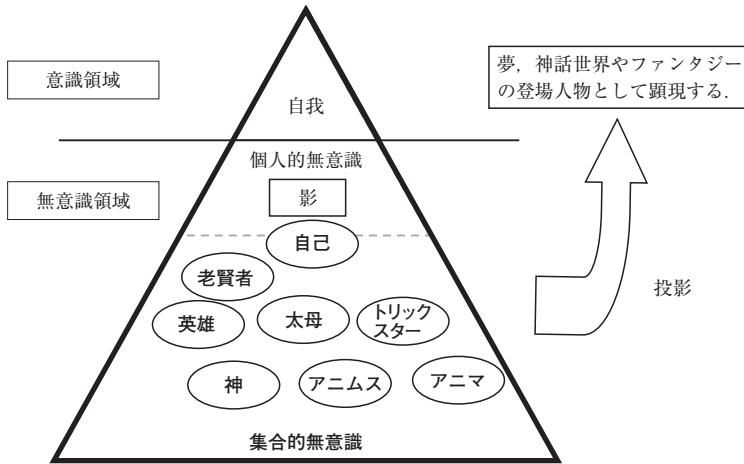 意識領域
自我
夢，神話世界やファンタジー
の登場人物として顕現する．
個人的無意識
無意識領域
影
自己
老賢者
英雄
太母
トリック
スター
投影
神
アニムス
アニマ
集合的無意識